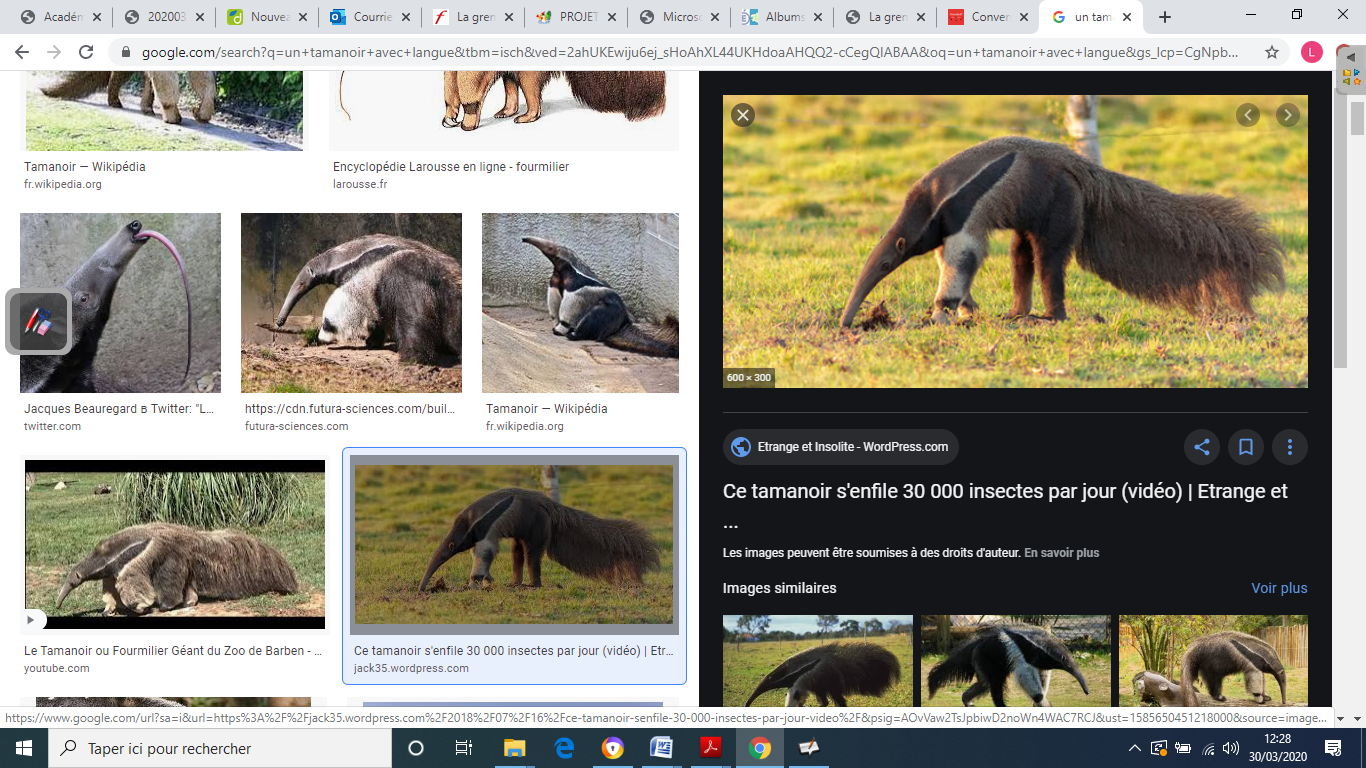 Académ
202003
Nouvea
Courrie
La gren
PROJET
Micros
Albums
La gren
Conver
un tam
google.com/search?q=un+tamanoir+avec+langue&tbm=isch&ved=2ahUKEwiju6ej_sHoAhXL44UKHdoaAHQQ2-cCegQIABAA&oq=un+tamanoir+avec+langue&gs_lcp=CgNpb...
L
Tamanoir — Wikipédia
fr.wikipedia.org
Encyclopédie Larousse en ligne - fourmilier
larousse.fr
Jacques Beauregard в Twitter: "L...
twitter.com
https://cdn.futura-sciences.com/buil...
futura-sciences.com
Tamanoir — Wikipédia
fr.wikipedia.org
Le Tamanoir ou Fourmilier Géant du Zoo de Barben - ...
youtube.com
Ce tamanoir s'enfile 30 000 insectes par jour (vidéo) | Etr...
jack35.wordpress.com
600 × 300
Etrange et Insolite - WordPress.com
Ce tamanoir s'enfile 30 000 insectes par jour (vidéo) | Etrange et
...
Les images peuvent être soumises à des droits d'auteur. En savoir plus
Images similaires
Voir plus
https://www.google.com/url?sa=i&url=https%3A%2F%2Fjack35.wordpress.com%2F2018%2F07%2F16%2Fce-tamanoir-senfile-30-000-insectes-par-jour-video%2F&psig=AOvVaw2TsJpbiwD2noWn4WAC7RCJ&ust=1585650451218000&source=image...
Taper ici pour rechercher
12:28
30/03/2020